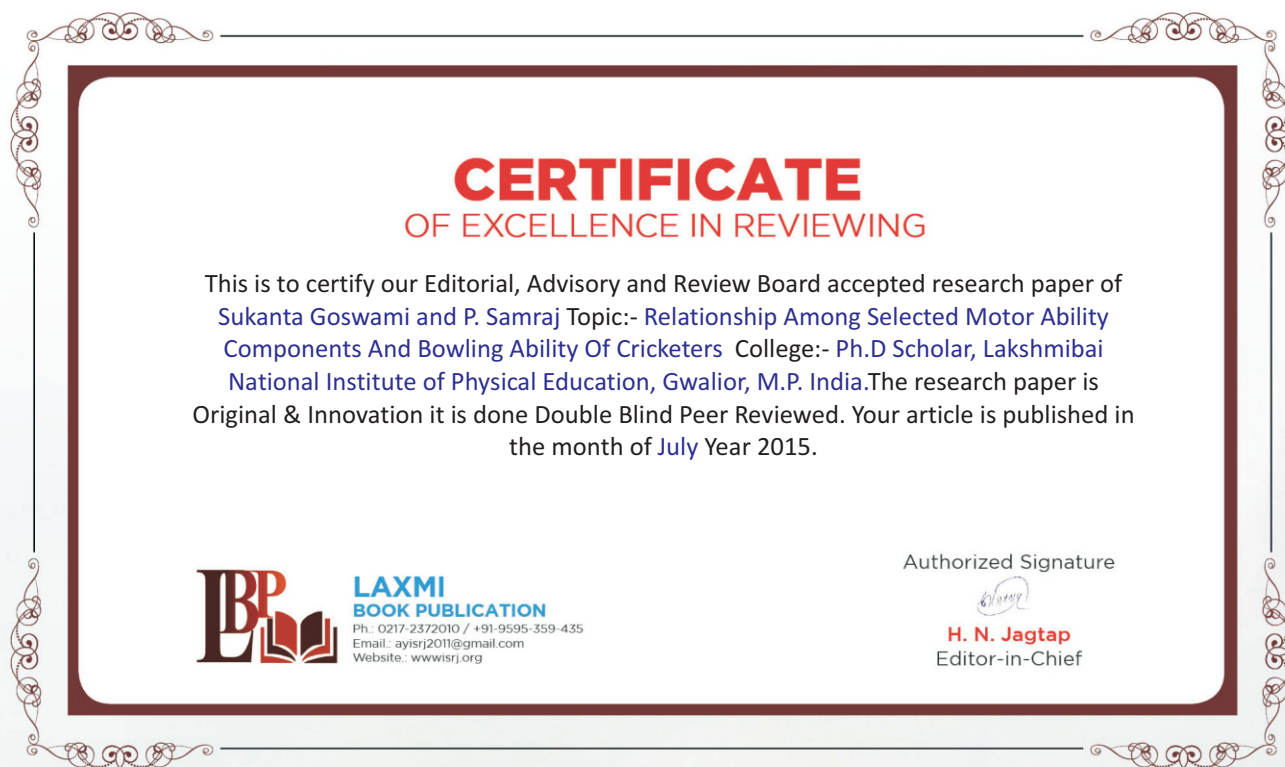 CERTIFICATE
OF EXCELLENCE IN REVIEWING
This is to certify our Editorial, Advisory and Review Board accepted research paper of
Sukanta Goswami and P. Samraj Topic:- Relationship Among Selected Motor Ability
Components And Bowling Ability Of Cricketers College:- Ph.D Scholar, Lakshmibai
National Institute of Physical Education, Gwalior, M.P. India.The research paper is
Original & Innovation it is done Double Blind Peer Reviewed. Your article is published in
the month of July Year 2015.
LBP
LAXMI
BOOK PUBLICATION
Ph.: 0217-2372010 / +91-9595-359-435
Email.: ayisrj2011@gmail.com
Website.: wwwisrj.org
Authorized Signature
H. N. Jagtap
Editor-in-Chief